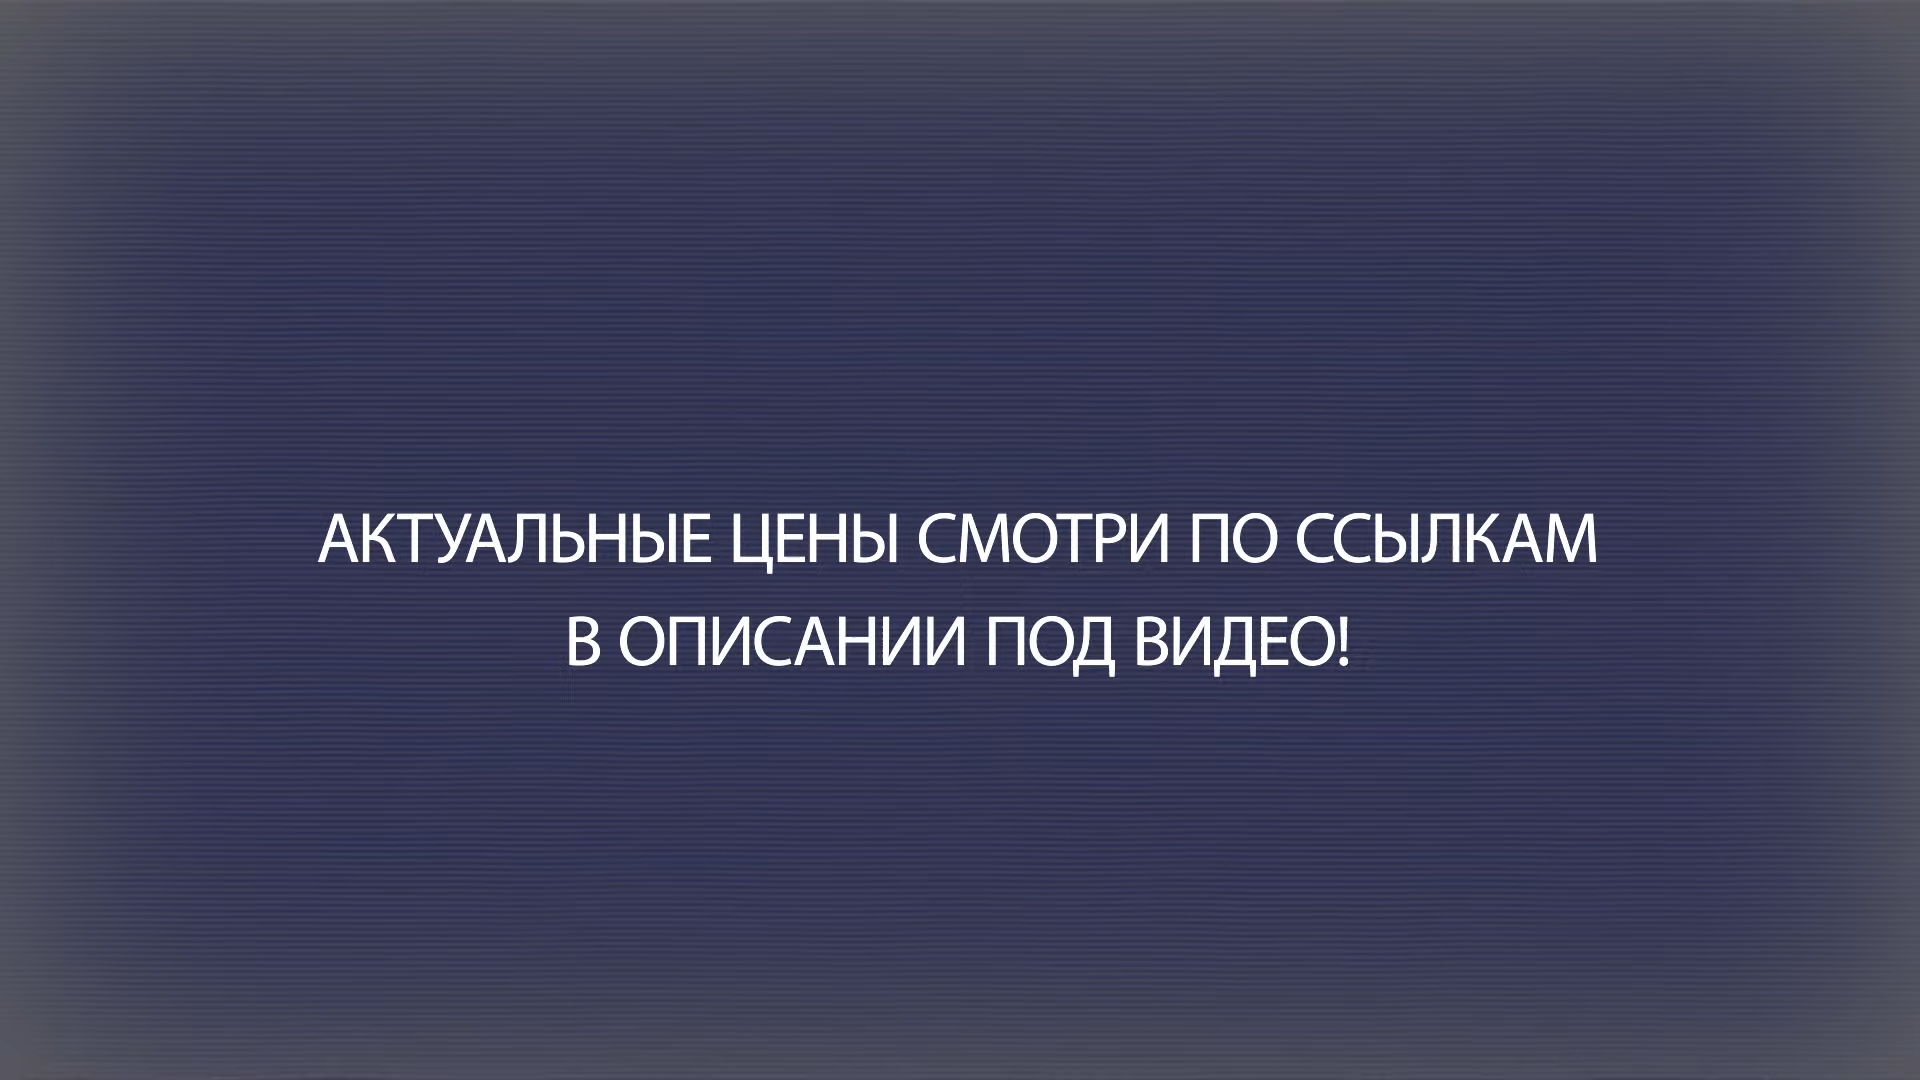 АКТУАЛЬНЫЕ ЦЕНЫ СМОТРИ ПО ССЫЛКАМ
В ОПИСАНИИ ПОД ВИДЕО!